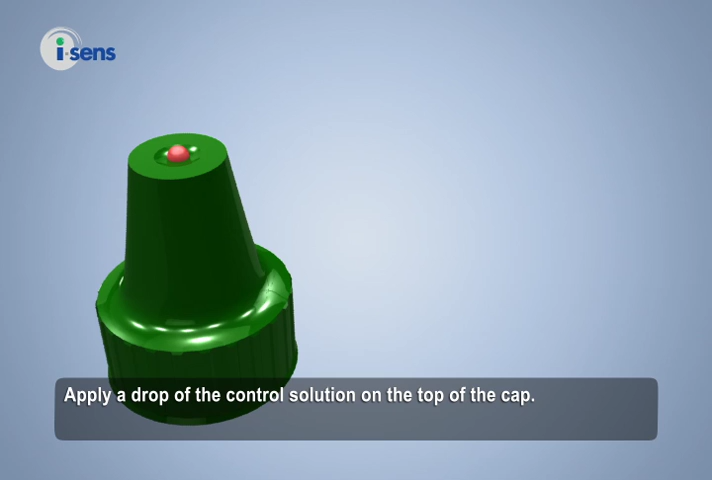 i·sens
Apply a drop of the control solution on the top of the cap.